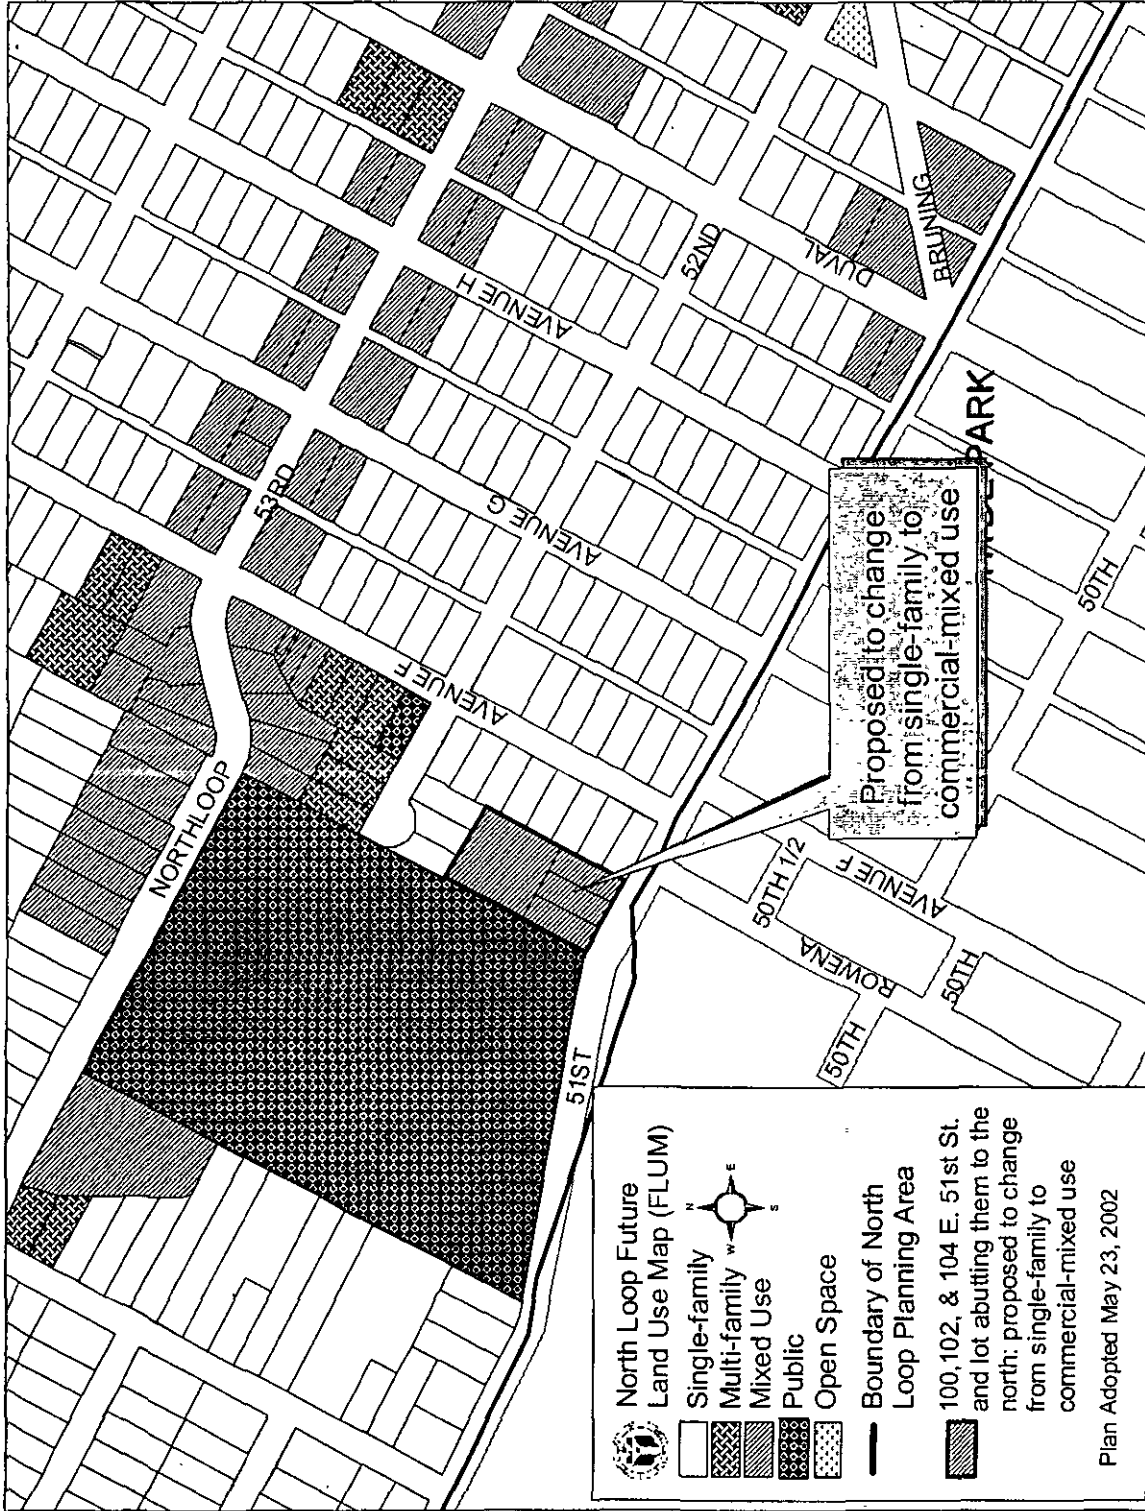 NORTHLOOP
53RD
AVENUE H
52ND
DUVAL
BRUNING
AVENUE G
AVENUE F
51ST
50TH 1/2
AVENUE F
ROWENA
50TH
50TH
50TH
PARK
Proposed to change
from single-family to
commercial-mixed use
North Loop Future
Land Use Map (FLUM)
Single-family
Multi-family
Mixed Use
Public
Open Space
N
W
E
S
Boundary of North
Loop Planning Area
100,102, & 104 E. 51st St.
and lot abutting them to the
north: proposed to change
from single-family to
commercial-mixed use
Plan Adopted May 23, 2002